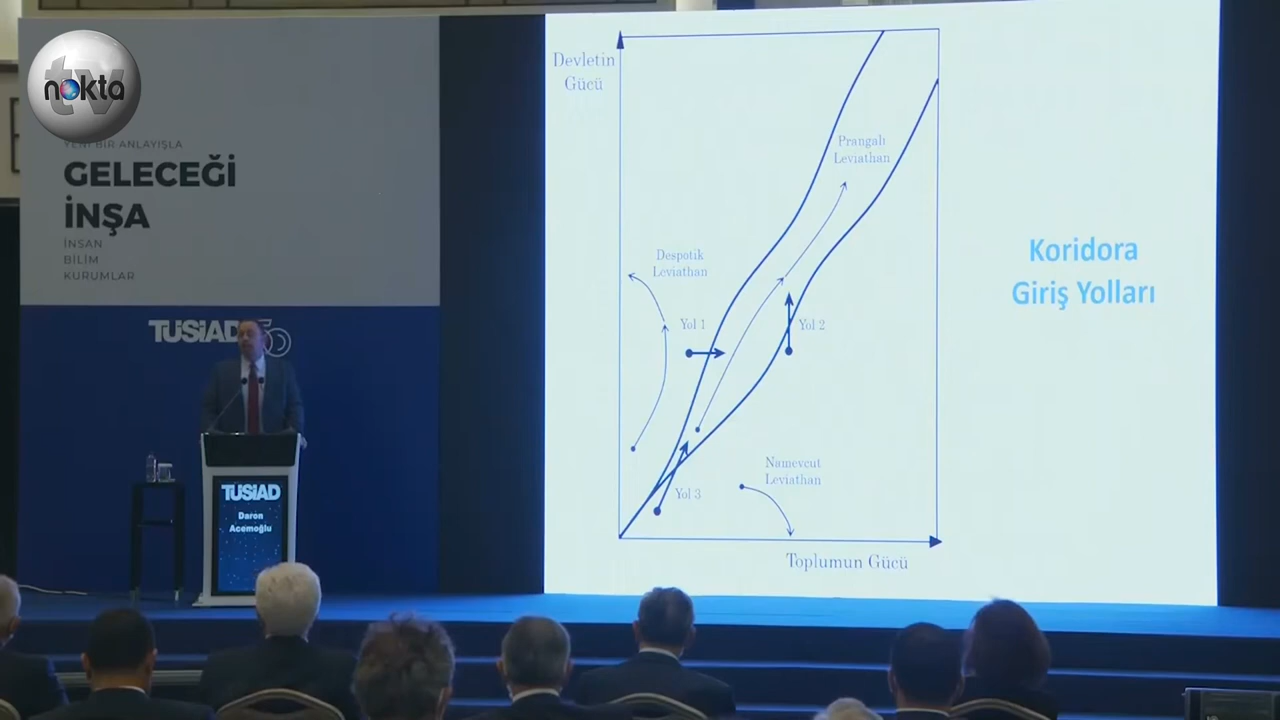 tv
nokta
YENİ BİR ANLAYIŞLA
GELECEĞİ
İNŞA
İNSAN
BİLİM
KURUMLAR
TÜSİAD 50
TÜSİAD
Daron
Acemoğlu
Devletin
Gücü
Prangalı
Leviathan
Despotik
Leviathan
Yol 1
Yol 2
Yol 3
Namevcut
Leviathan
Toplumun Gücü
Koridora
Giriş Yolları